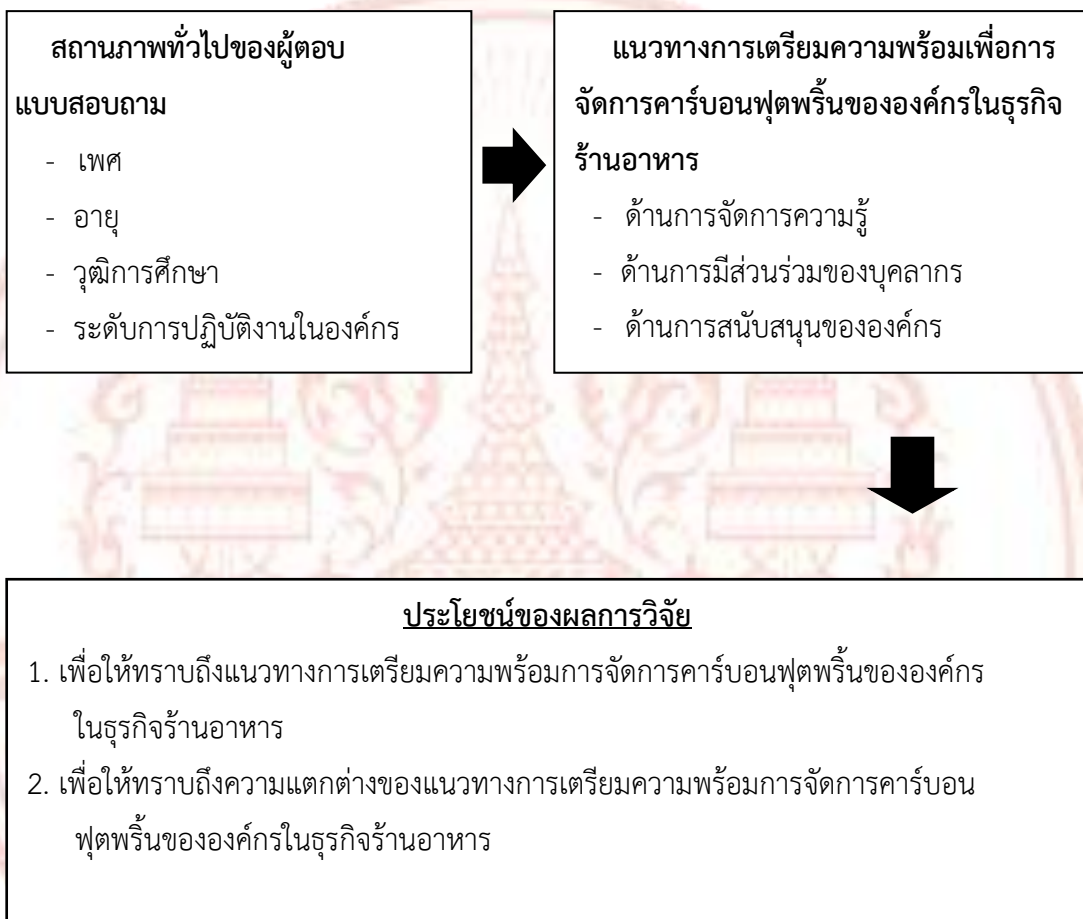 สถานภาพทั่วไปของผู้ตอบ
แบบสอบถาม
- เพศ
- อายุ
- วุฒิการศึกษา
- ระดับการปฏิบัติงานในองค์กร
แนวทางการเตรียมความพร้อมเพื่อการ
จัดการคาร์บอนฟุตพริ้นขององค์กรในธุรกิจ
ร้านอาหาร
- ด้านการจัดการความรู้
- ด้านการมีส่วนร่วมของบุคลากร
- ด้านการสนับสนุนขององค์กร
ประโยชน์ของผลการวิจัย
1. เพื่อให้ทราบถึงแนวทางการเตรียมความพร้อมการจัดการคาร์บอนฟุตพริ้นขององค์กร
ในธุรกิจร้านอาหาร
2. เพื่อให้ทราบถึงความแตกต่างของแนวทางการเตรียมความพร้อมการจัดการคาร์บอน
ฟุตพริ้นขององค์กรในธุรกิจร้านอาหาร